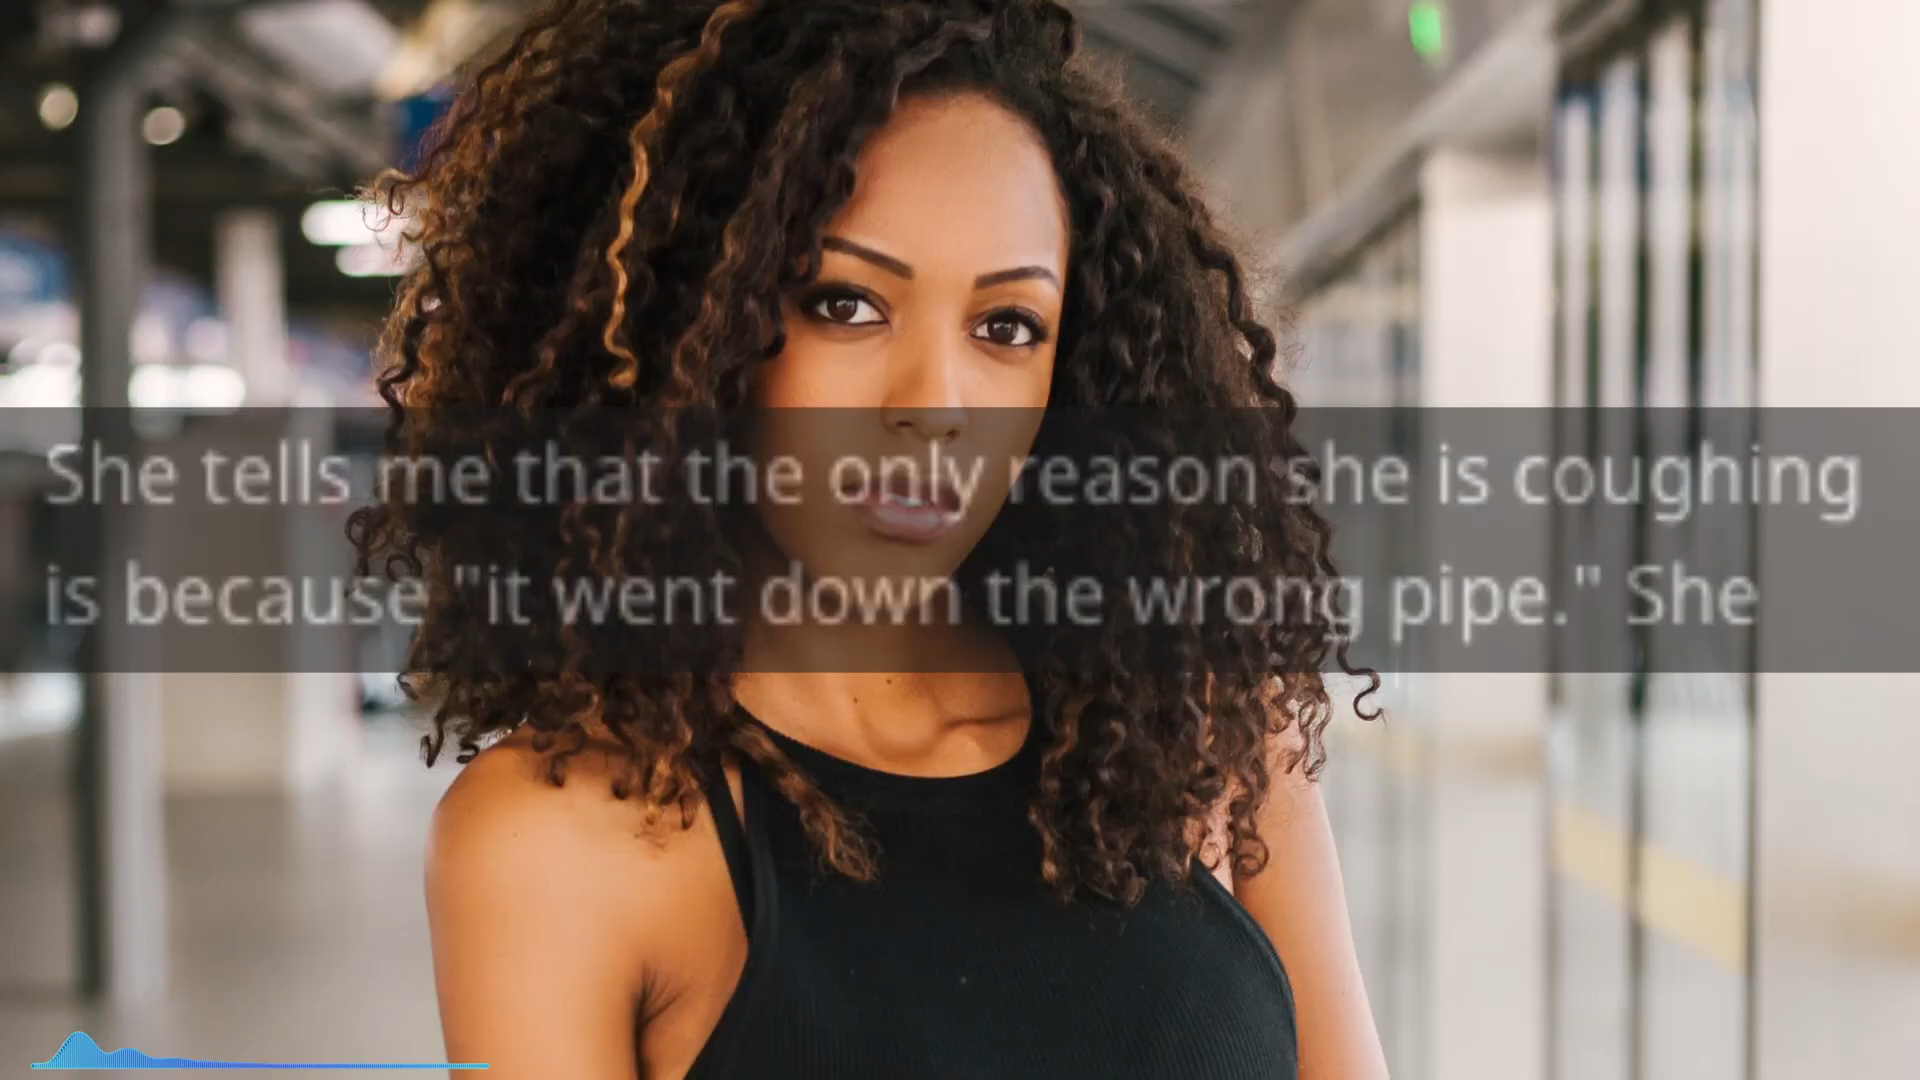 She tells me that the only reason she is coughing
is because "it went down the wrong pipe." She